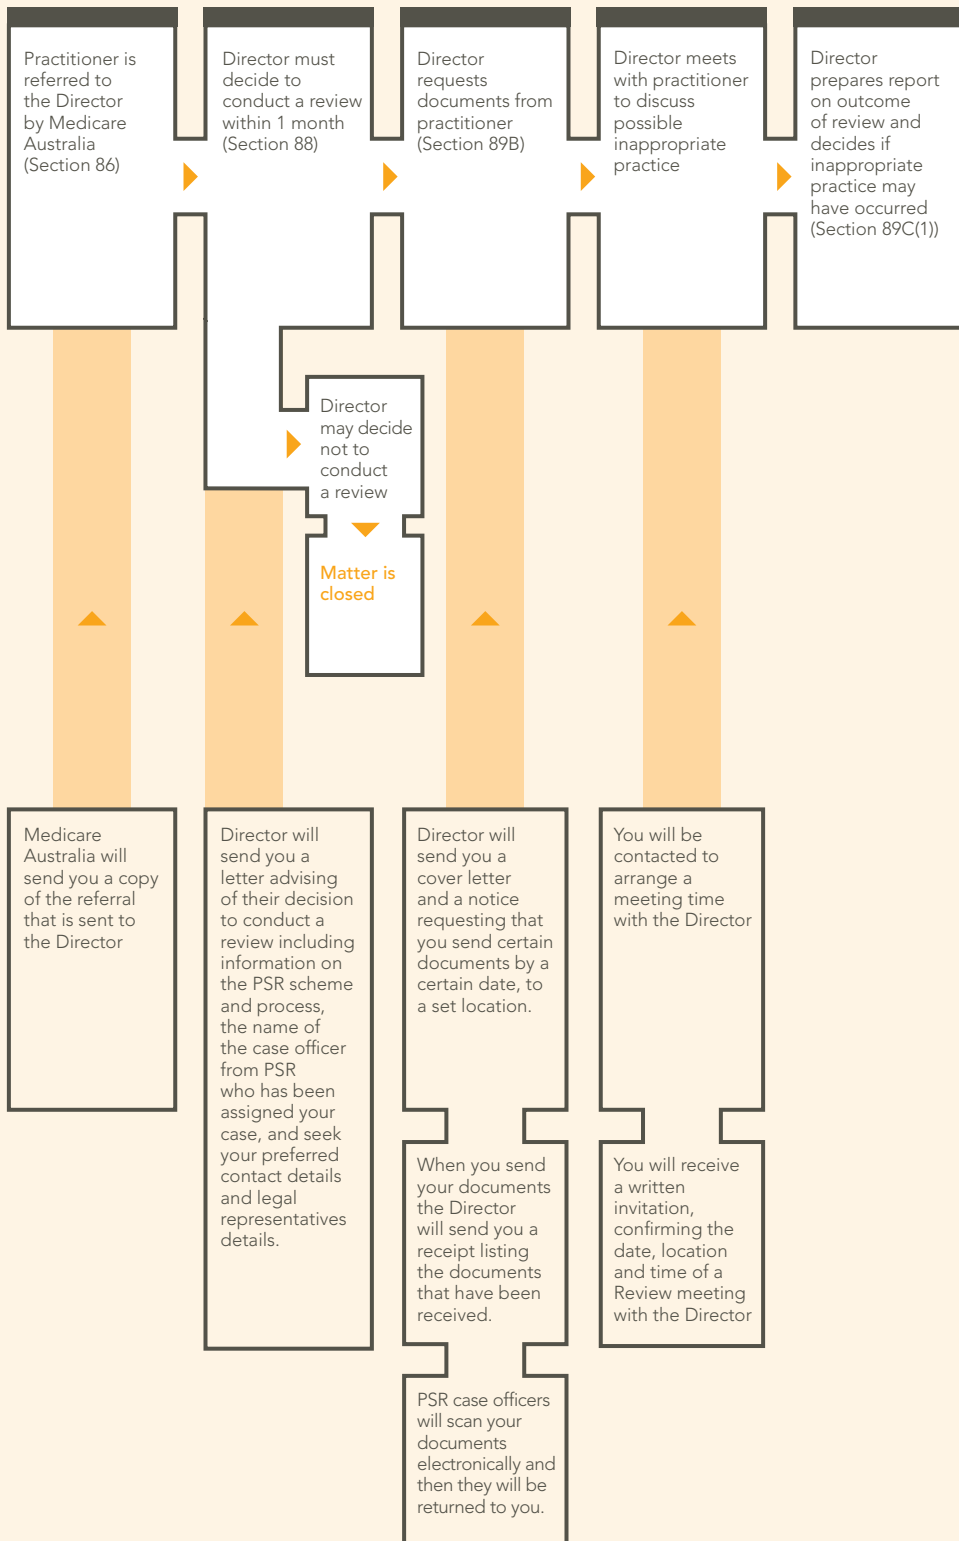 Practitioner is
referred to
the Director
by Medicare
Australia
(Section 86)
Director must
decide to
conduct a review
within 1 month
(Section 88)
Director
requests
documents from
practitioner
(Section 89B)
Director meets
with practitioner
to discuss
possible
inappropriate
practice
Director
prepares report
on outcome
of review and
decides if
inappropriate
practice may
have occurred
(Section 89C(1))
Director
may decide
not to
conduct
a review
Matter is
closed
Medicare
Australia will
send you a copy
of the referral
that is sent to
the Director
Director will
send you a
letter advising
of their decision
to conduct a
review including
information on
the PSR scheme
and process,
the name of
the case officer
from PSR
who has been
assigned your
case, and seek
your preferred
contact details
and legal
representatives
details.
Director will
send you a
cover letter
and a notice
requesting that
you send certain
documents by a
certain date, to
a set location.
When you send
your documents
the Director
will send you a
receipt listing
the documents
that have been
received.
PSR case officers
will scan your
documents
electronically and
then they will be
returned to you.
You will be
contacted to
arrange a
meeting time
with the Director
You will receive
a written
invitation,
confirming the
date, location
and time of a
Review meeting
with the Director